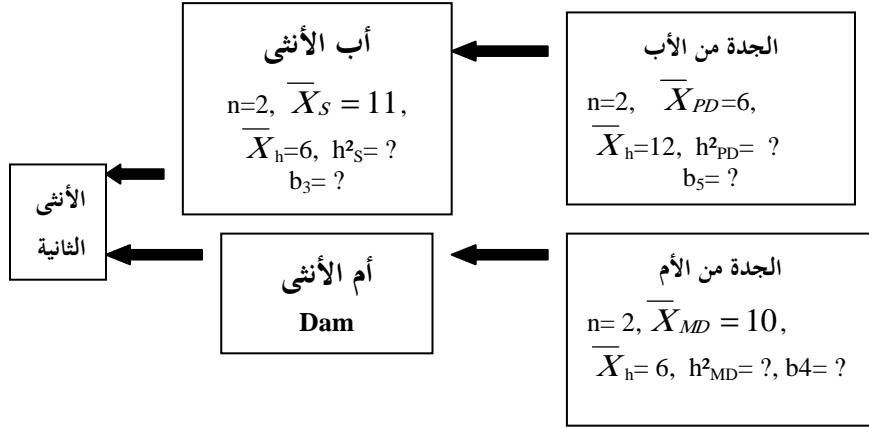 أب الأنثى
n=2, X̅S = 11,
X̅h=6, h²S= ?
b3= ?
الجدة من الأب
n=2, X̅PD=6,
X̅h=12, h²PD= ?
b5= ?
الأنثى
الثانية
أم الأنثى
Dam
الجدة من الأم
n= 2, X̅MD = 10,
X̅h= 6, h²MD= ?, b4= ?